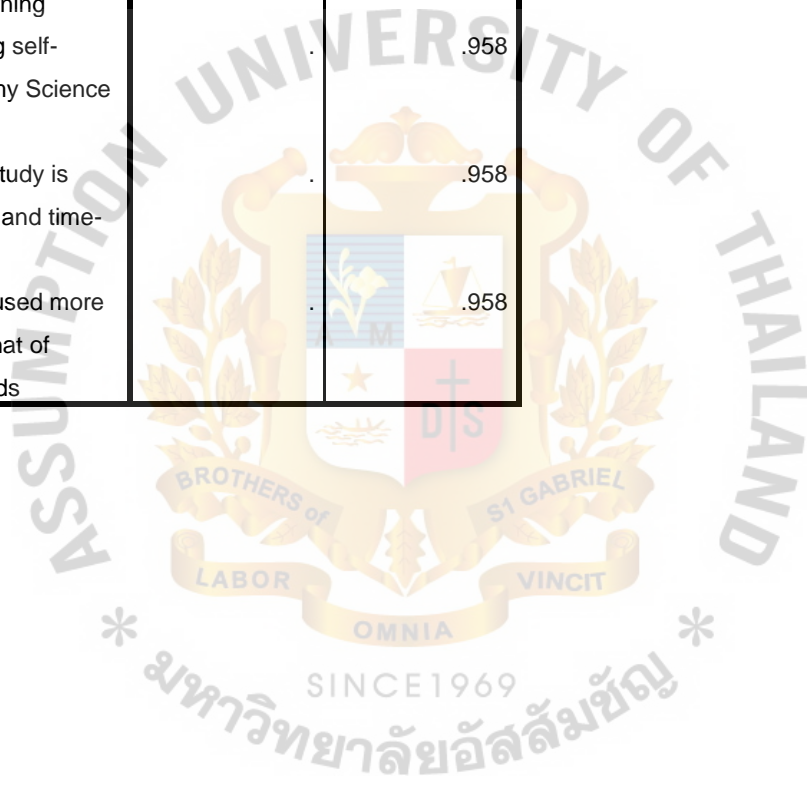 ning
g self- . .958
ny Science
tudy is . .958
and time-
used more . .958
nat of
ds
ASSUMPTION UNIVERSITY OF THAILAND
A M
D S
BROTHERS of ST GABRIEL
LABOR VINCIT
OMNIA
SINCE1969
* มหาวิทยาลัยอัสสัมชัญ *